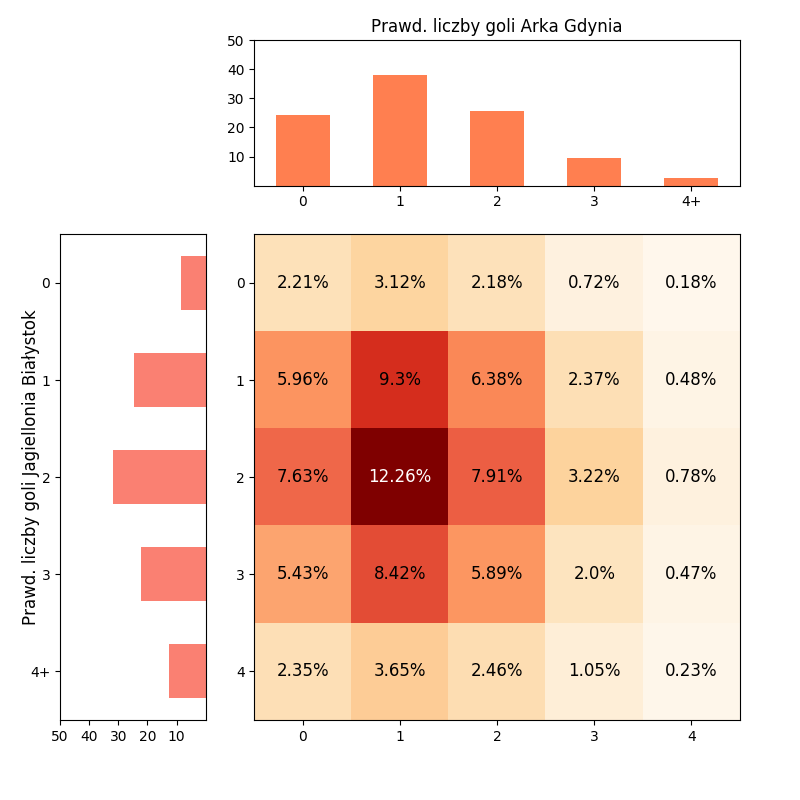 Prawd. liczby goli Arka Gdynia
50
40
30
20
10
0 1 2 3 4+
Prawd. liczby goli Jagiellonia Białystok
0
1
2
3
4+
50 40 30 20 10
0 2.21% 3.12% 2.18% 0.72% 0.18%
1 5.96% 9.3% 6.38% 2.37% 0.48%
2 7.63% 12.26% 7.91% 3.22% 0.78%
3 5.43% 8.42% 5.89% 2.0% 0.47%
4 2.35% 3.65% 2.46% 1.05% 0.23%
0 1 2 3 4